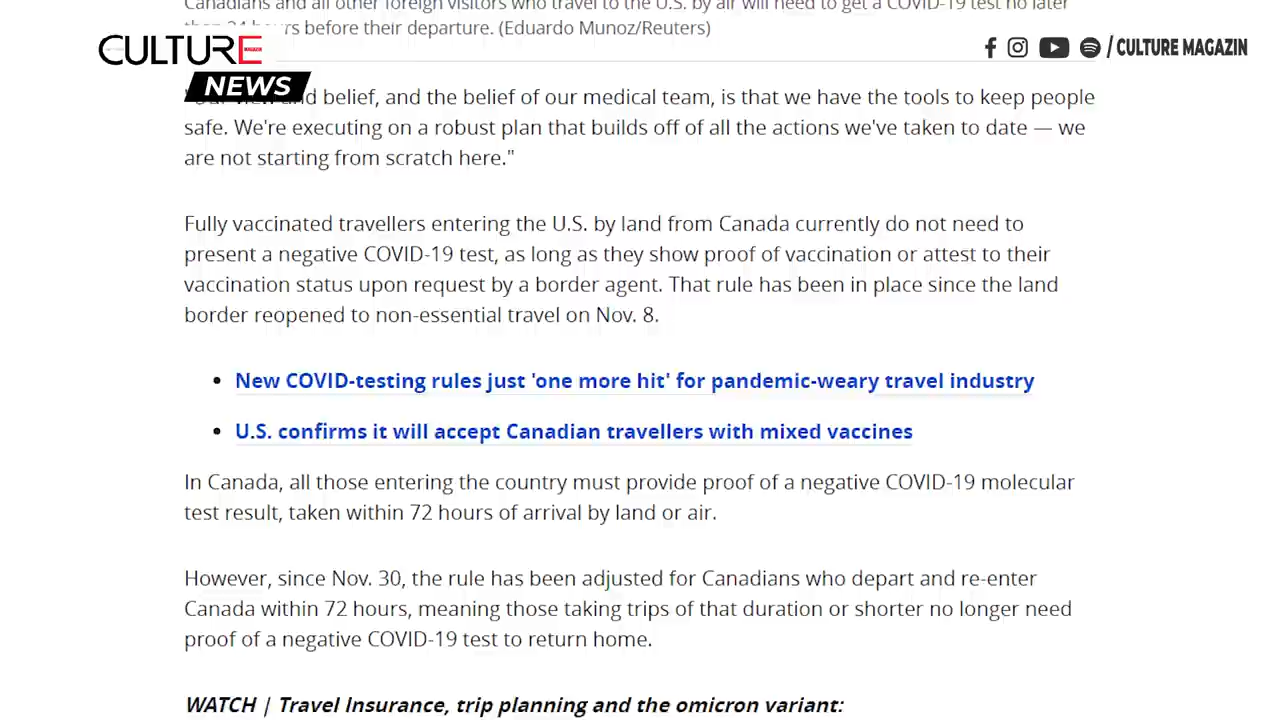 Canadians and all other foreign visitors who travel to the U.S. by air will need to get a COVID-19 test no later
than 24 hours before their departure. (Eduardo Munoz/Reuters)
CULTURE
NEWS
/ CULTURE MAGAZIN
"Our view and belief, and the belief of our medical team, is that we have the tools to keep people
safe. We're executing on a robust plan that builds off of all the actions we've taken to date — we
are not starting from scratch here."
Fully vaccinated travellers entering the U.S. by land from Canada currently do not need to
present a negative COVID-19 test, as long as they show proof of vaccination or attest to their
vaccination status upon request by a border agent. That rule has been in place since the land
border reopened to non-essential travel on Nov. 8.
• New COVID-testing rules just 'one more hit' for pandemic-weary travel industry
• U.S. confirms it will accept Canadian travellers with mixed vaccines
In Canada, all those entering the country must provide proof of a negative COVID-19 molecular
test result, taken within 72 hours of arrival by land or air.
However, since Nov. 30, the rule has been adjusted for Canadians who depart and re-enter
Canada within 72 hours, meaning those taking trips of that duration or shorter no longer need
proof of a negative COVID-19 test to return home.
WATCH | Travel Insurance, trip planning and the omicron variant: